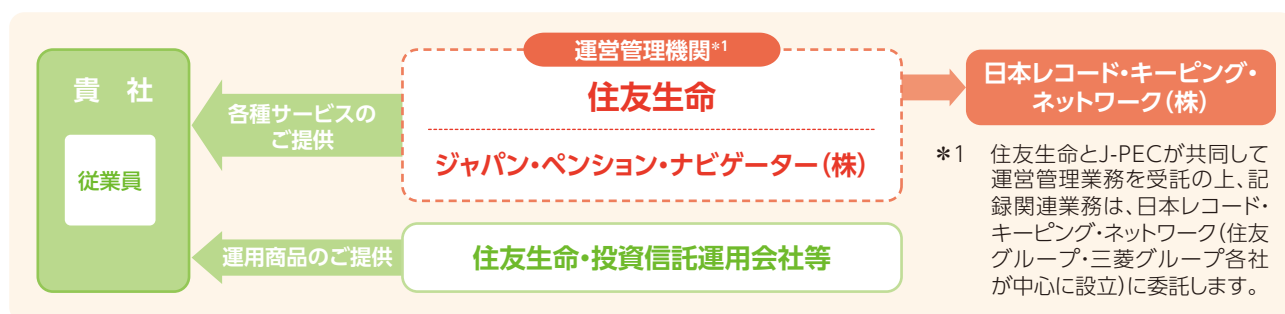 貴 社
従業員
各種サービスの
ご提供
運用商品のご提供
運営管理機関*1
住友生命
ジャパン・ペンション・ナビゲーター(株)
住友生命・投資信託運用会社等
日本レコード・キーピング・
ネットワーク(株)
*1 住友生命とJ-PECが共同して
運営管理業務を受託の上、記
録関連業務は、日本レコード・
キーピング・ネットワーク(住友
グループ・三菱グループ各社
が中心に設立)に委託します。